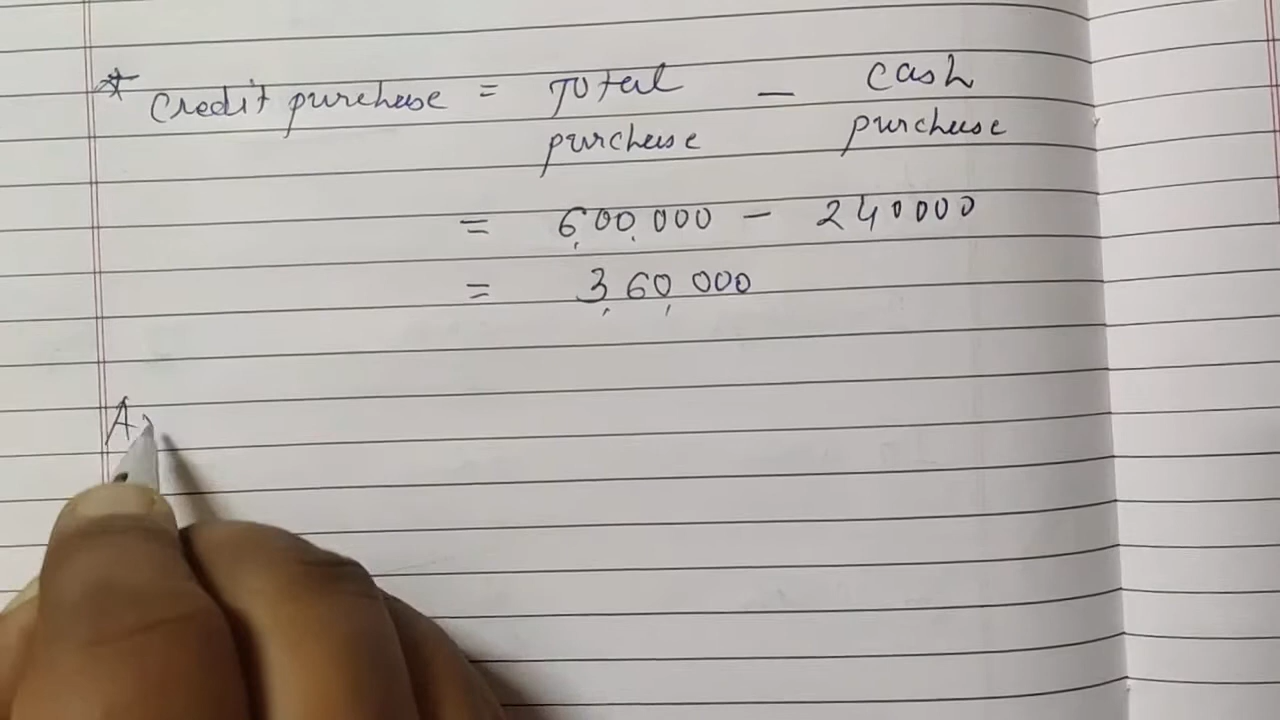 * Credit purchase = Total - cash
purchase purchase
= 6,00,000 - 240000
= 3,60,000